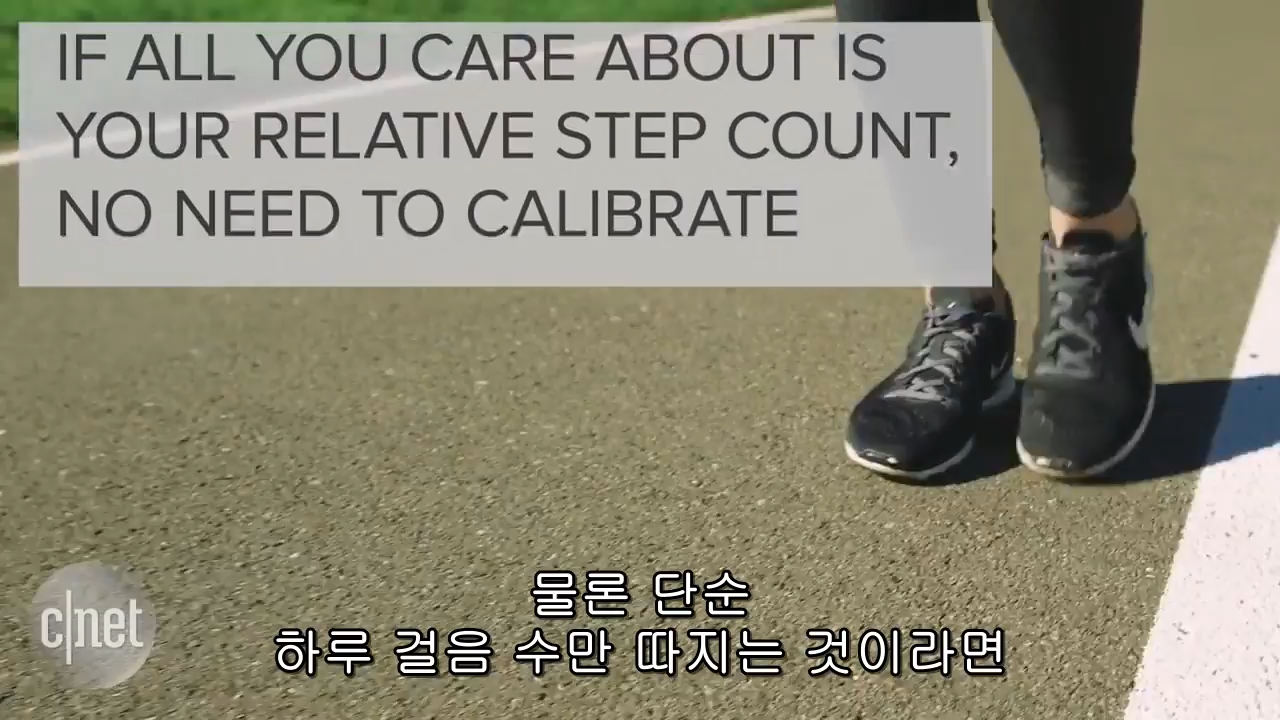 IF ALL YOU CARE ABOUT IS
YOUR RELATIVE STEP COUNT,
NO NEED TO CALIBRATE
c|net
물론 단순
하루 걸음 수만 따지는 것이라면